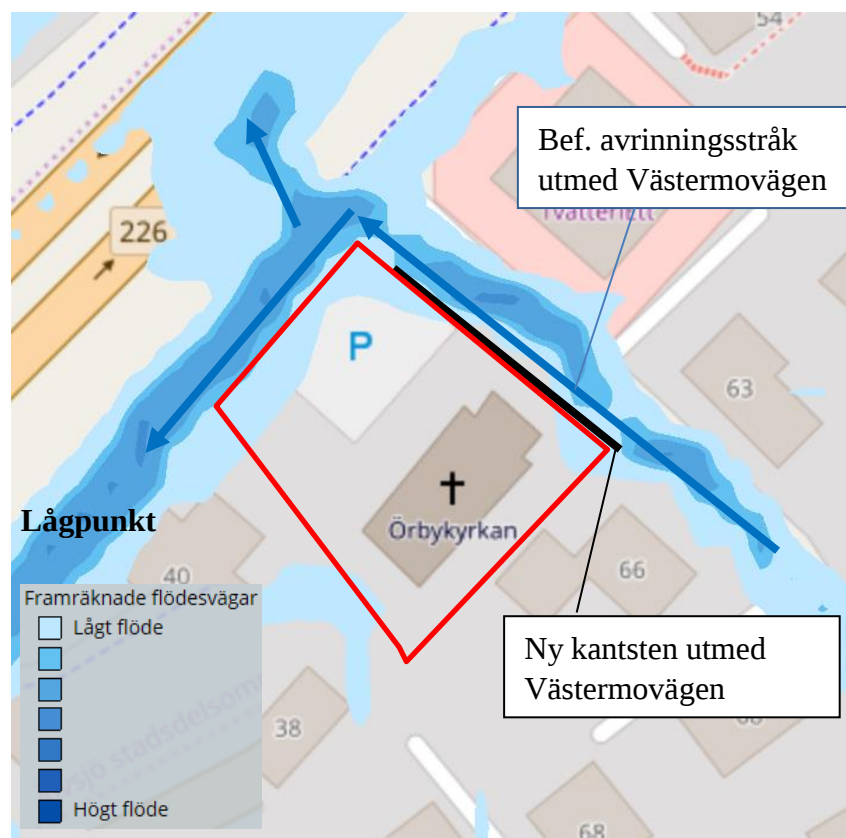 54
Bef. avrinningsstråk
utmed Västermovägen
226
P
63
Örbykyrkan
Lågpunkt
40
66
Framräknade flödesvägar
Lågt flöde
Högt flöde
Ny kantsten utmed
Västermovägen
38
68